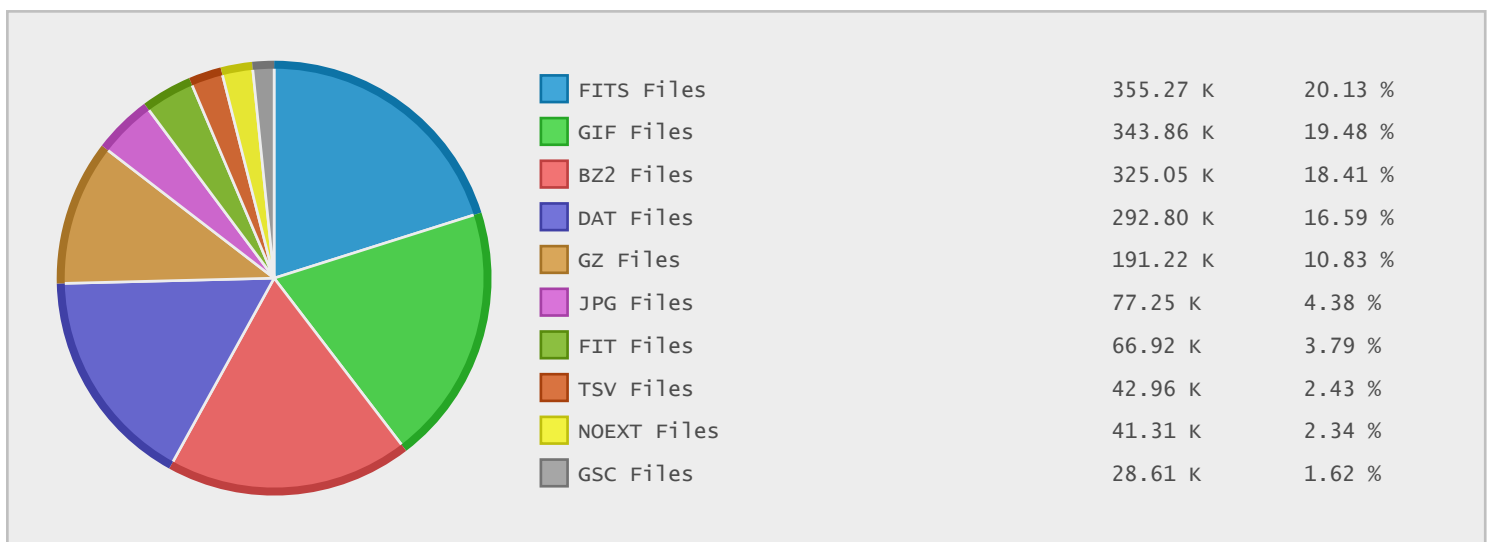 FITS Files 355.27 K 20.13 %
GIF Files 343.86 K 19.48 %
BZ2 Files 325.05 K 18.41 %
DAT Files 292.80 K 16.59 %
GZ Files 191.22 K 10.83 %
JPG Files 77.25 K 4.38 %
FIT Files 66.92 K 3.79 %
TSV Files 42.96 K 2.43 %
NOEXT Files 41.31 K 2.34 %
GSC Files 28.61 K 1.62 %